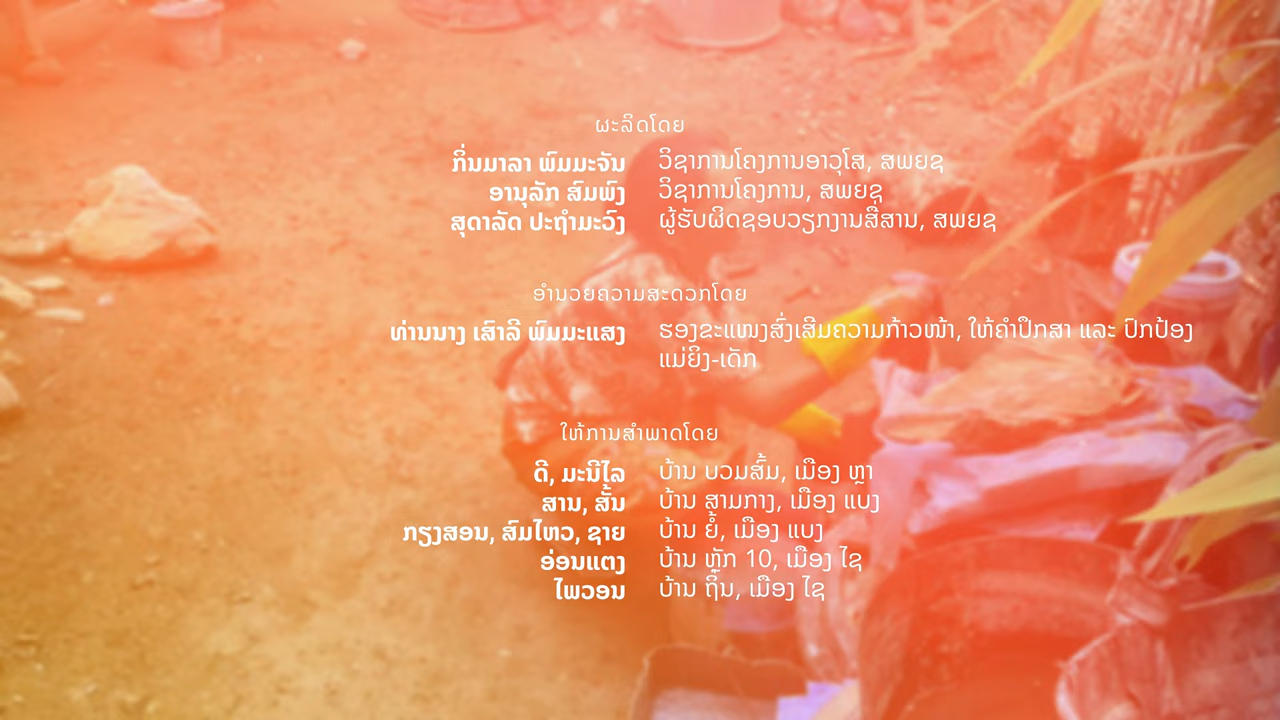 ຜະລິດໂດຍ
ກິ່ນມາລາ ພົມມະຈັນ ວິຊາການໂຄງການອາວຸໂສ, ສພຍຊ
ອານຸລັກ ສົມພົງ ວິຊາການໂຄງການ, ສພຍຊ
ສຸດາລັດ ປະຖຳມະວົງ ຜູ້ຮັບຜິດຊອບວຽກງານສື່ສານ, ສພຍຊ
ອຳນວຍຄວາມສະດວກໂດຍ
ທ່ານນາງ ເສົາລີ ພົມມະແສງ ຮອງຂະແໜງສົ່ງເສີມຄວາມກ້າວໜ້າ, ໃຫ້ຄຳປຶກສາ ແລະ ປົກປ້ອງ
ແມ່ຍິງ-ເດັກ
ໃຫ້ການສຳພາດໂດຍ
ດີ, ມະນີໄລ ບ້ານ ບວມສົ້ມ, ເມືອງ ຫຼາ
ສານ, ສັ້ນ ບ້ານ ສາມກາງ, ເມືອງ ແບງ
ກຽງສອນ, ສົມໄຫວ, ຊາຍ ບ້ານ ຍໍ້, ເມືອງ ແບງ
ອ່ອນແຕງ ບ້ານ ຫຼັກ 10, ເມືອງ ໄຊ
ໄພວອນ ບ້ານ ຖິ່ນ, ເມືອງ ໄຊ